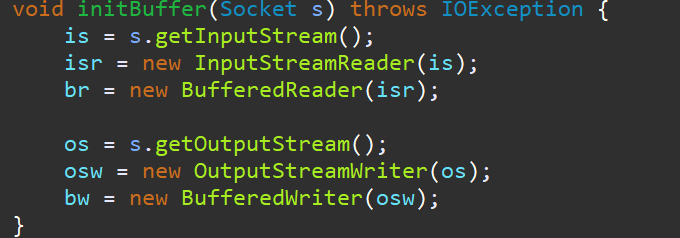 void initBuffer(Socket s) throws IOException {
    is = s.getInputStream();
    isr = new InputStreamReader(is);
    br = new BufferedReader(isr);

    os = s.getOutputStream();
    osw = new OutputStreamWriter(os);
    bw = new BufferedWriter(osw);
}